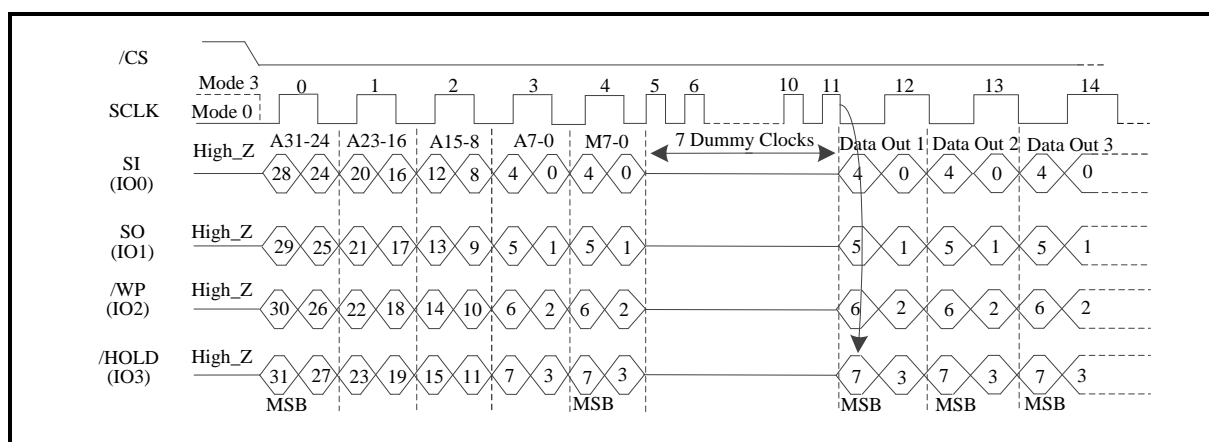 /CS
Mode 3
SCLK Mode 0
0 1 2 3 4 5 6 10 11 12 13 14
A31-24 A23-16 A15-8 A7-0 M7-0 7 Dummy Clocks Data Out 1 Data Out 2 Data Out 3
SI
(IO0)
High_Z
28 24 20 16 12 8 4 0 4 0 4 0 4 0 4 0
SO
(IO1)
High_Z
29 25 21 17 13 9 5 1 5 1 5 1 5 1 5 1
/WP
(IO2)
High_Z
30 26 22 18 14 10 6 2 6 2 6 2 6 2 6 2
/HOLD
(IO3)
High_Z
31 27 23 19 15 11 7 3 7 3 7 3 7 3 7 3
MSB MSB MSB MSB MSB